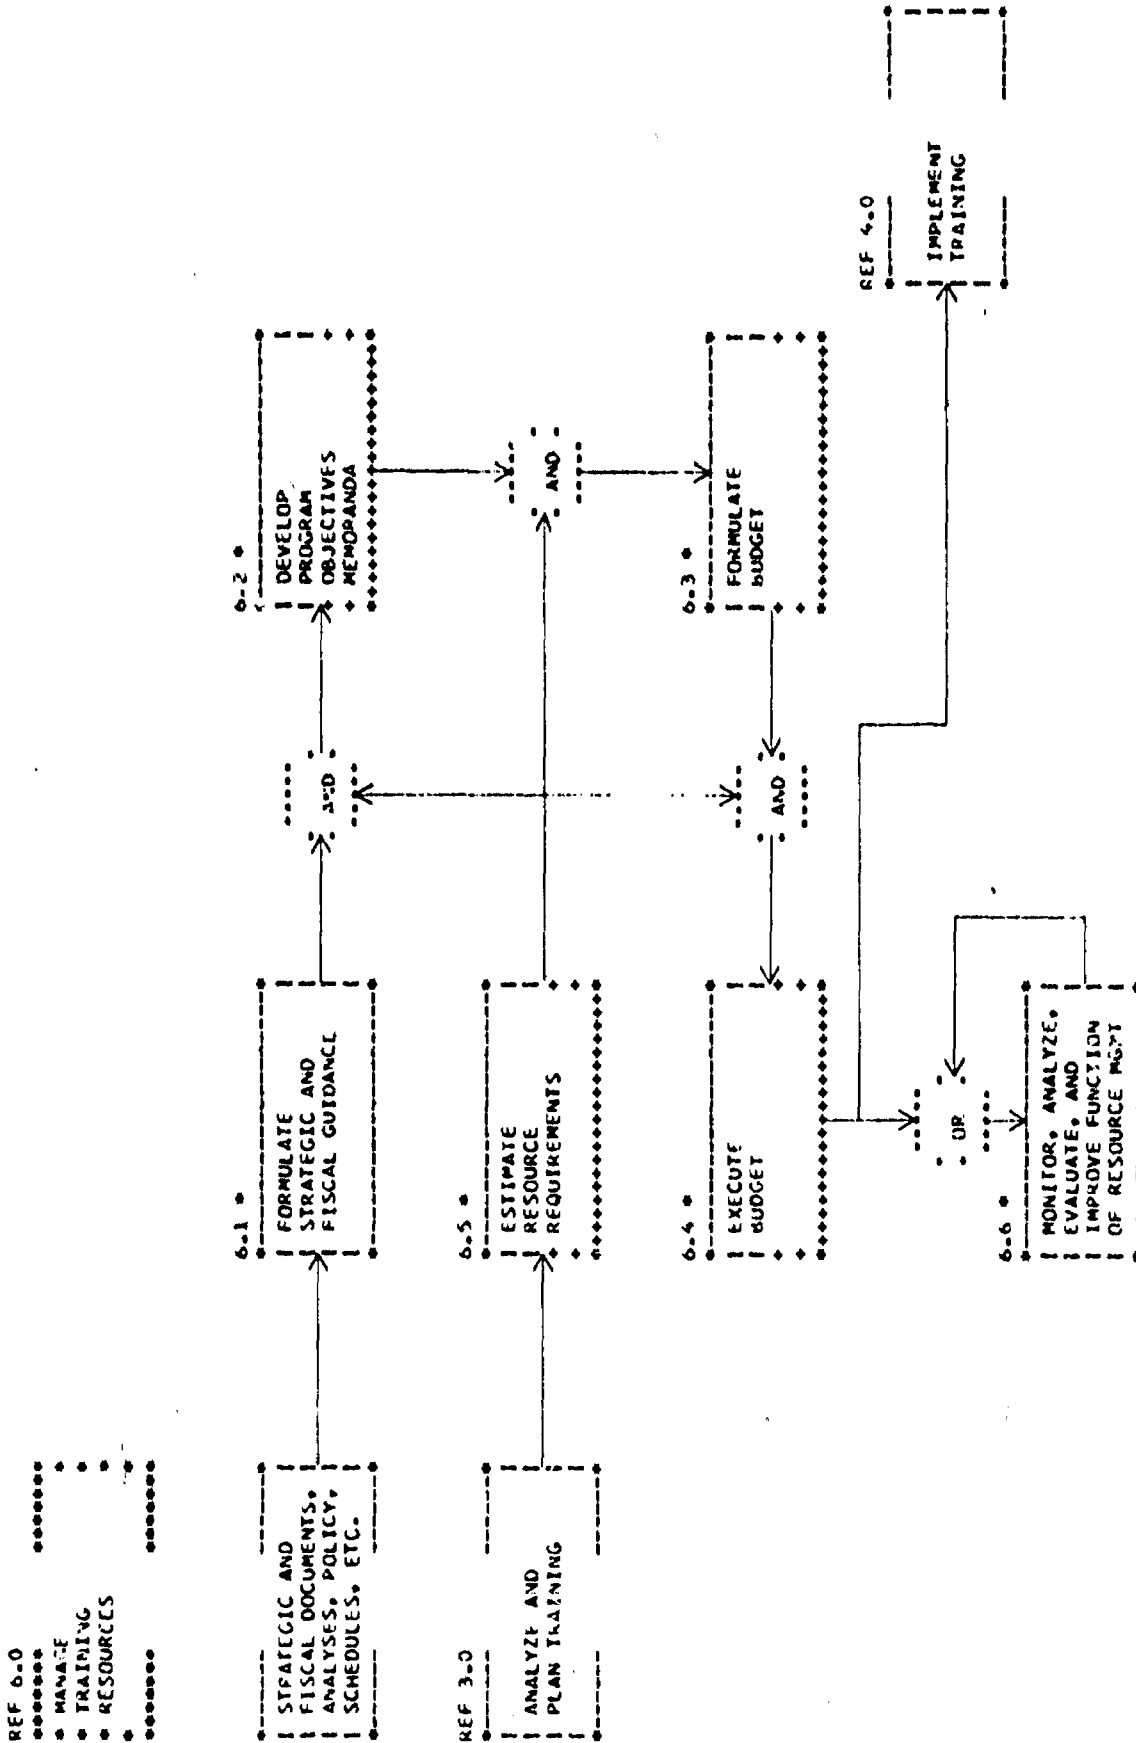 REF 6.0
MANAGE
TRAINING
RESOURCES
STRATEGIC AND
FISCAL DOCUMENTS,
ANALYSES, POLICY,
SCHEDULES, ETC.
REF 3.0
ANALYZE AND
PLAN TRAINING
6.1 *
FORMULATE
STRATEGIC AND
FISCAL GUIDANCE
6.5 *
ESTIMATE
RESOURCE
REQUIREMENTS
6.4 *
EXECUTE
BUDGET
OR
6.6 *
MONITOR, ANALYZE,
EVALUATE, AND
IMPROVE FUNCTION
OF RESOURCE MGPT
AND
AND
6.2 *
DEVELOP
PROGRAM
OBJECTIVES
MEMORANDA
AND
6.3 *
FORMULATE
BUDGET
REF 4.0
IMPLEMENT
TRAINING